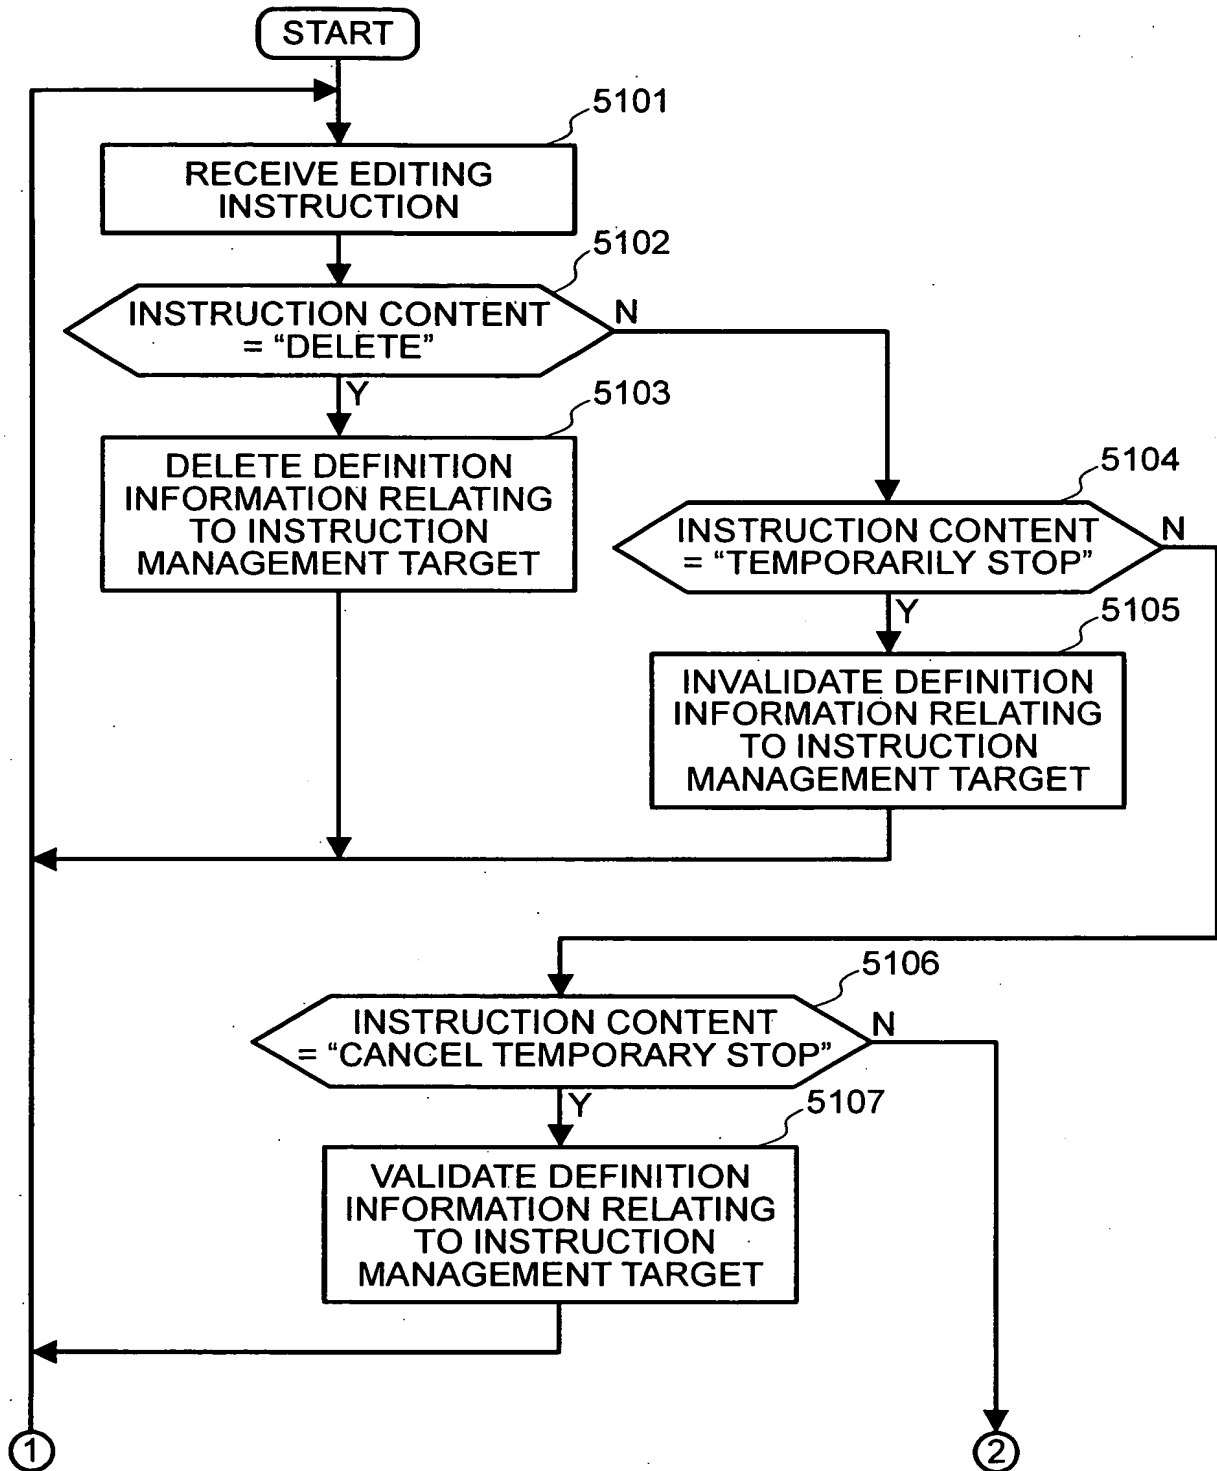 START
5101
RECEIVE EDITING
INSTRUCTION
5102
INSTRUCTION CONTENT
= “DELETE”
N
Y
5103
DELETE DEFINITION
INFORMATION RELATING
TO INSTRUCTION
MANAGEMENT TARGET
5104
INSTRUCTION CONTENT
= “TEMPORARILY STOP”
N
Y
5105
INVALIDATE DEFINITION
INFORMATION RELATING
TO INSTRUCTION
MANAGEMENT TARGET
5106
INSTRUCTION CONTENT
= “CANCEL TEMPORARY STOP”
N
Y
5107
VALIDATE DEFINITION
INFORMATION RELATING
TO INSTRUCTION
MANAGEMENT TARGET
1
2